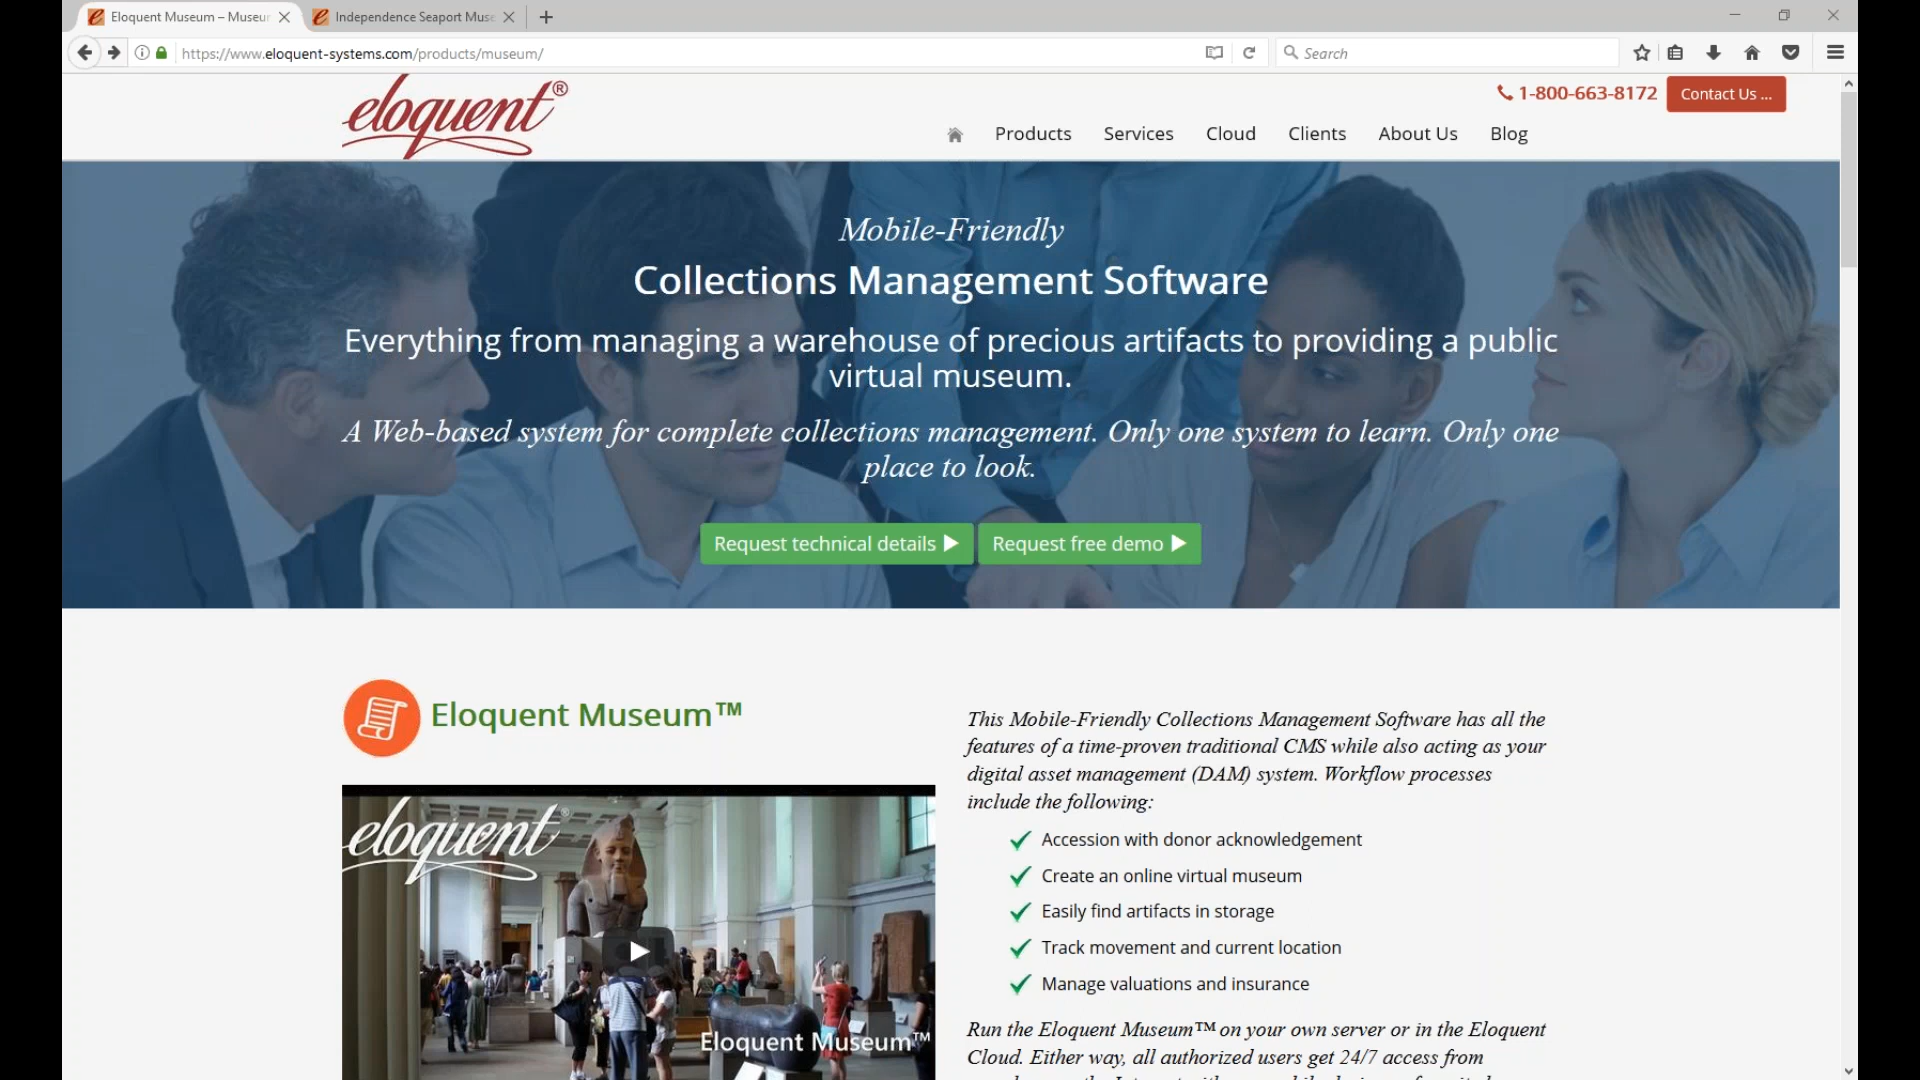 Eloquent Museum – Museu
Independence Seaport Muse
https://www.eloquent-systems.com/products/museum/
Search
eloquent®
1-800-663-8172
Contact Us ...
Products
Services
Cloud
Clients
About Us
Blog
Mobile-Friendly
Collections Management Software
Everything from managing a warehouse of precious artifacts to providing a public
virtual museum.
A Web-based system for complete collections management. Only one system to learn. Only one
place to look.
Request technical details
Request free demo
Eloquent Museum™
eloquent®
Eloquent Museum™
This Mobile-Friendly Collections Management Software has all the
features of a time-proven traditional CMS while also acting as your
digital asset management (DAM) system. Workflow processes
include the following:
Accession with donor acknowledgement
Create an online virtual museum
Easily find artifacts in storage
Track movement and current location
Manage valuations and insurance
Run the Eloquent Museum™ on your own server or in the Eloquent
Cloud. Either way, all authorized users get 24/7 access from